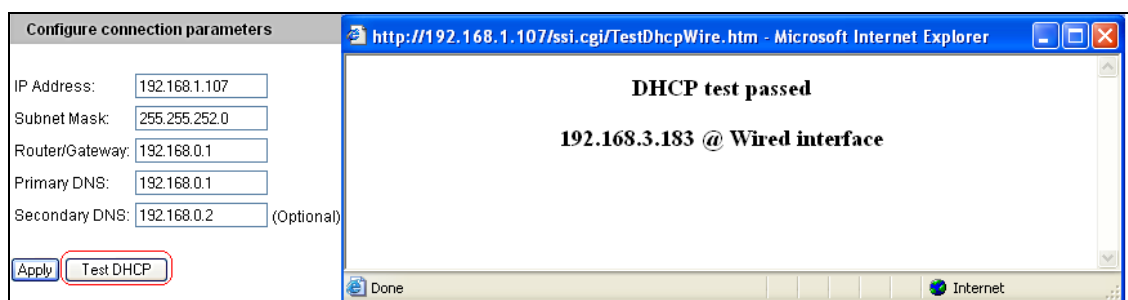 Configure connection parameters
IP Address: 192.168.1.107
Subnet Mask: 255.255.252.0
Router/Gateway: 192.168.0.1
Primary DNS: 192.168.0.1
Secondary DNS: 192.168.0.2 (Optional)
Apply Test DHCP
http://192.168.1.107/ssi.cgi/TestDhcpWire.htm - Microsoft Internet Explorer
DHCP test passed
192.168.3.183 @ Wired interface
Done Internet